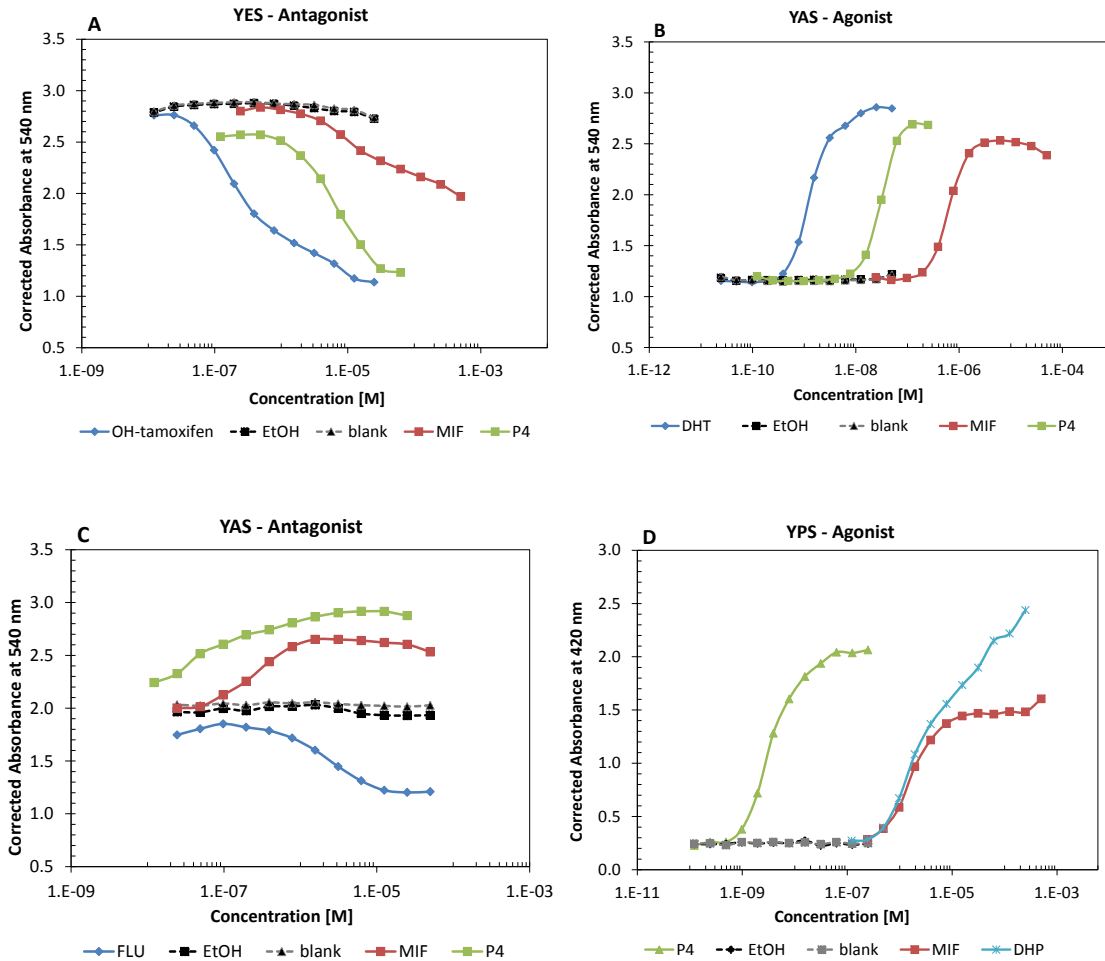 A
YES - Antagonist
Corrected Absorbance at 540 nm
3.5
3.0
2.5
2.0
1.5
1.0
0.5
1.E-09
1.E-07
1.E-05
1.E-03
Concentration [M]
OH-tamoxifen EtOH blank MIF P4
B
YAS - Agonist
Corrected Absorbance at 540 nm
3.5
3.0
2.5
2.0
1.5
1.0
0.5
1.E-12
1.E-10
1.E-08
1.E-06
1.E-04
Concentration [M]
DHT EtOH blank MIF P4
C
YAS - Antagonist
Corrected Absorbance at 540 nm
3.5
3.0
2.5
2.0
1.5
1.0
0.5
1.E-09
1.E-07
1.E-05
1.E-03
Concentration [M]
FLU EtOH blank MIF P4
D
YPS - Agonist
Corrected Absorbance at 420 nm
3.0
2.5
2.0
1.5
1.0
0.5
0.0
1.E-11
1.E-09
1.E-07
1.E-05
1.E-03
Concentration [M]
P4 EtOH blank MIF DHP